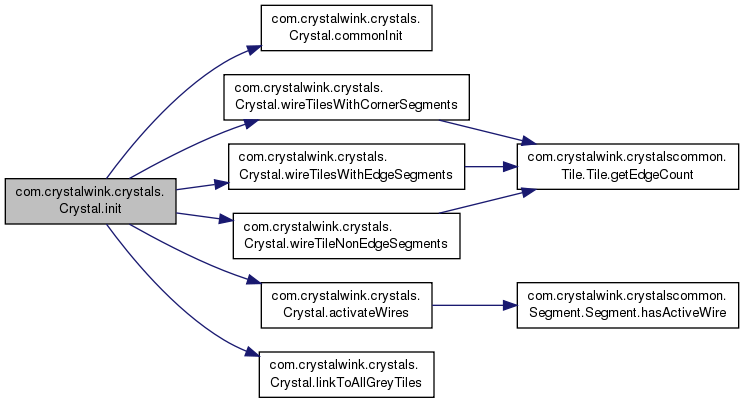 com.crystalwink.crystals.
Crystal.init
com.crystalwink.crystals.
Crystal.commonInit
com.crystalwink.crystals.
Crystal.wireTilesWithCornerSegments
com.crystalwink.crystals.
Crystal.wireTilesWithEdgeSegments
com.crystalwink.crystals.
Crystal.wireTileNonEdgeSegments
com.crystalwink.crystals.
Crystal.activateWires
com.crystalwink.crystals.
Crystal.linkToAllGreyTiles
com.crystalwink.crystalscommon.
Tile.Tile.getEdgeCount
com.crystalwink.crystalscommon.
Segment.Segment.hasActiveWire